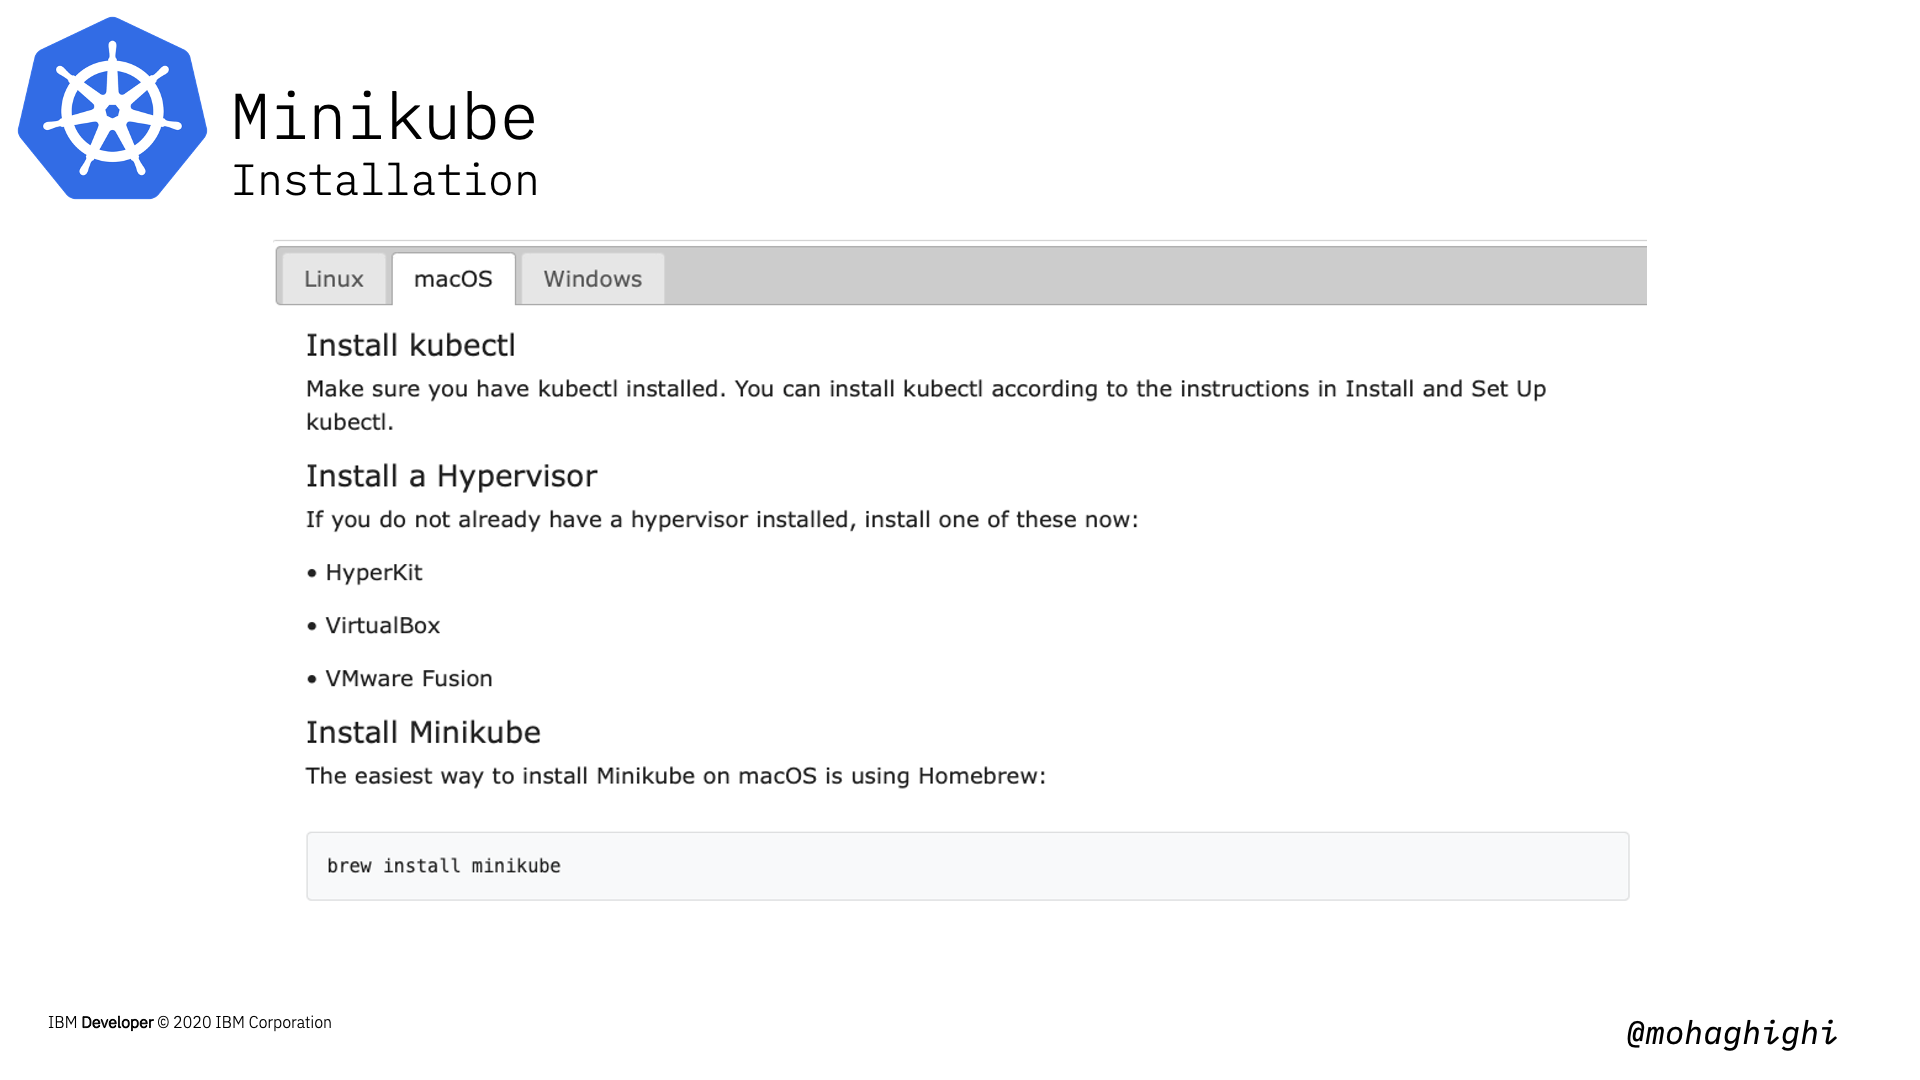 Minikube
Installation
Linux macOS Windows
Install kubectl
Make sure you have kubectl installed. You can install kubectl according to the instructions in Install and Set Up
kubectl.
Install a Hypervisor
If you do not already have a hypervisor installed, install one of these now:
• HyperKit
• VirtualBox
• VMware Fusion
Install Minikube
The easiest way to install Minikube on macOS is using Homebrew:
brew install minikube
IBM Developer © 2020 IBM Corporation
@mohaghighi